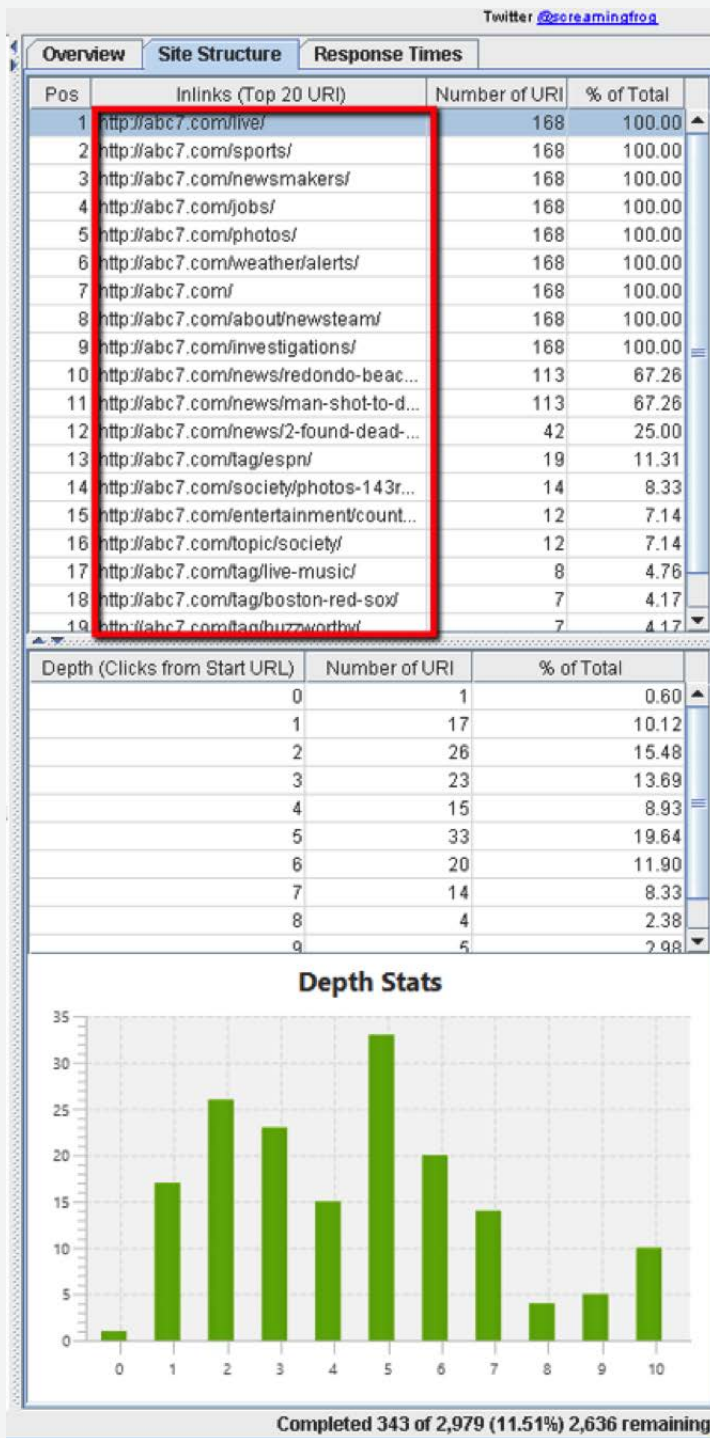 Twitter @screamingfrog
Overview Site Structure Response Times
Pos Inlinks (Top 20 URI) Number of URI % of Total
1 http://abc7.com/live/ 168 100.00
2 http://abc7.com/sports/ 168 100.00
3 http://abc7.com/newsmakers/ 168 100.00
4 http://abc7.com/jobs/ 168 100.00
5 http://abc7.com/photos/ 168 100.00
6 http://abc7.com/weather/alerts/ 168 100.00
7 http://abc7.com/ 168 100.00
8 http://abc7.com/about/newsteam/ 168 100.00
9 http://abc7.com/investigations/ 168 100.00
10 http://abc7.com/news/redondo-beac... 113 67.26
11 http://abc7.com/news/man-shot-to-d... 113 67.26
12 http://abc7.com/news/2-found-dead-... 42 25.00
13 http://abc7.com/tag/espn/ 19 11.31
14 http://abc7.com/society/photos-143r... 14 8.33
15 http://abc7.com/entertainment/count... 12 7.14
16 http://abc7.com/topic/society/ 12 7.14
17 http://abc7.com/tag/live-music/ 8 4.76
18 http://abc7.com/tag/boston-red-sox/ 7 4.17
19 http://abc7.com/tag/buzzworthy/ 7 4.17
Depth (Clicks from Start URL) Number of URI % of Total
0 1 0.60
1 17 10.12
2 26 15.48
3 23 13.69
4 15 8.93
5 33 19.64
6 20 11.90
7 14 8.33
8 4 2.38
9 5 2.98
Depth Stats
35
30
25
20
15
10
5
0
0 1 2 3 4 5 6 7 8 9 10
Completed 343 of 2,979 (11.51%) 2,636 remaining